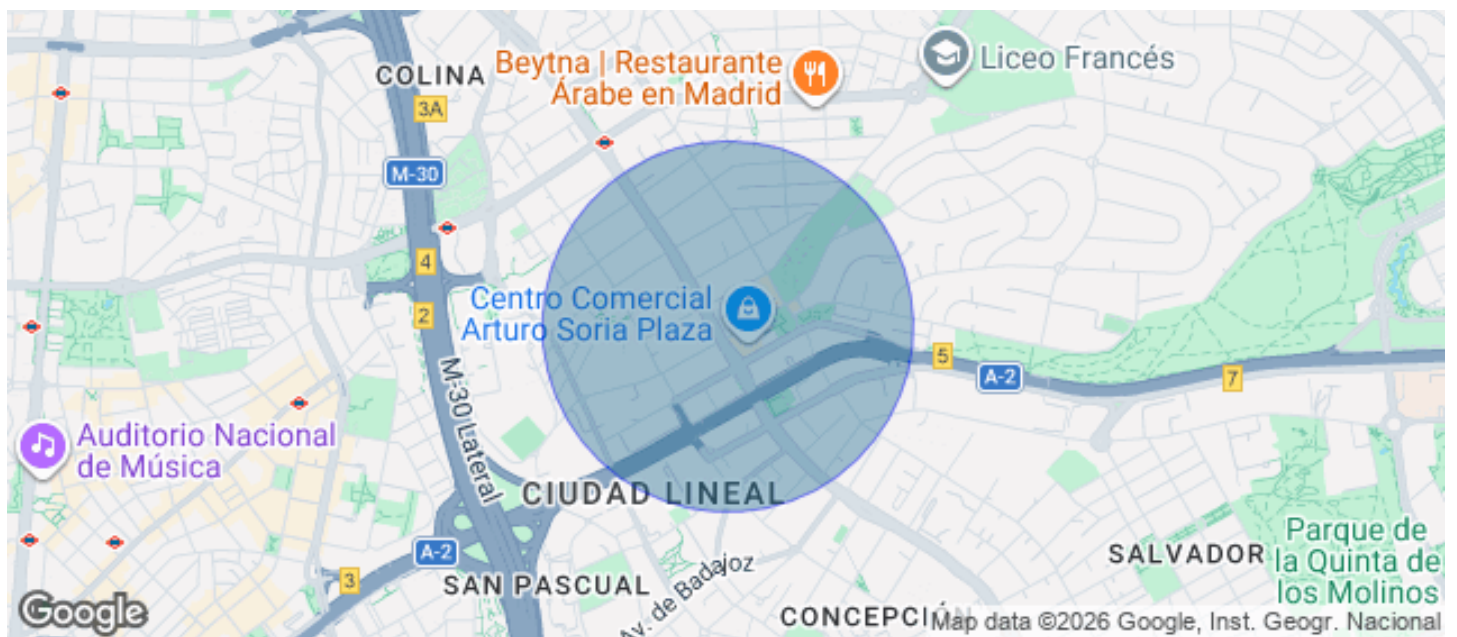 COLINA
Beytna | Restaurante
Árabe en Madrid
Liceo Francés
3A
M-30
4
2
Centro Comercial
Arturo Soria Plaza
5
A-2
7
M-30 Lateral
Auditorio Nacional
de Música
CIUDAD LINEAL
A-2
3
SAN PASCUAL
Av. de Badajoz
SALVADOR
Parque de
la Quinta de
los Molinos
Google
Map data ©2026 Google, Inst. Geogr. Nacional